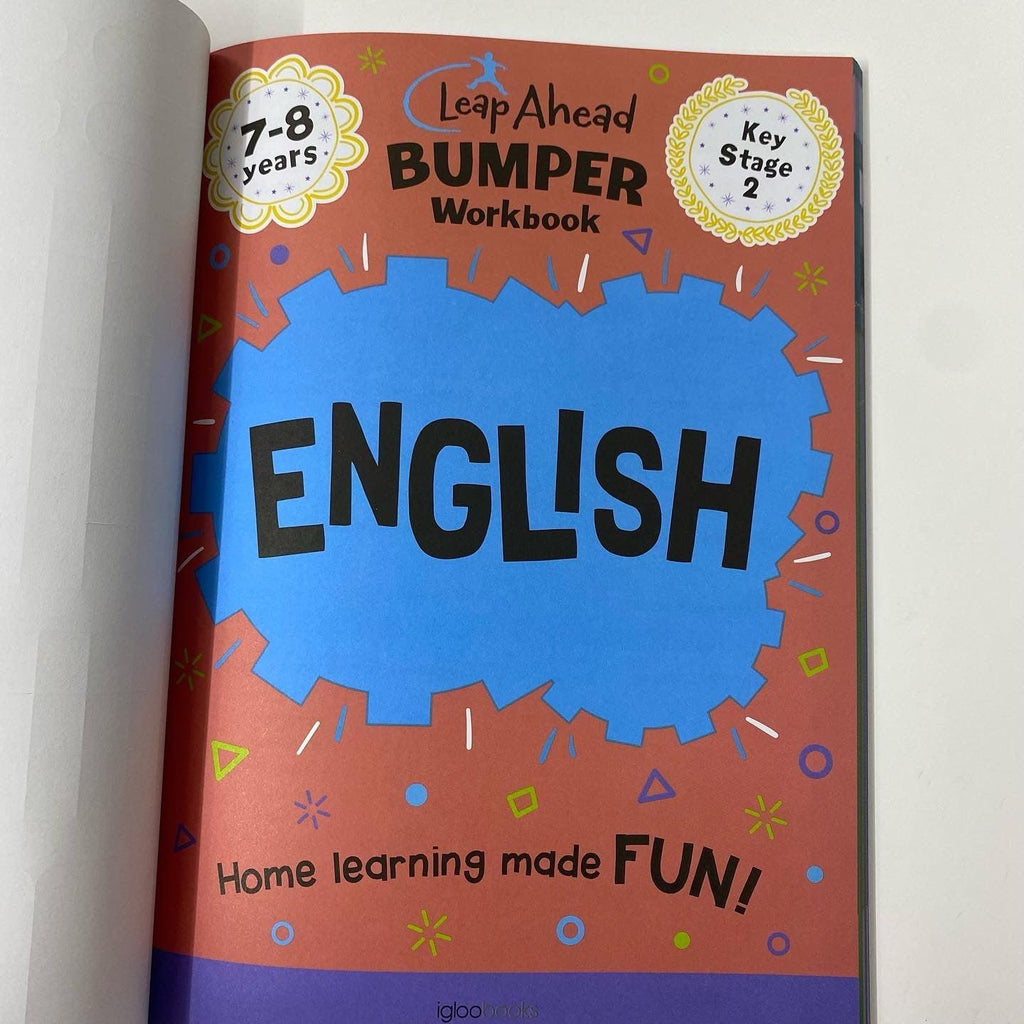 7-8
years
Leap Ahead
BUMPER
Workbook
Key
Stage
2
ENGLISH
Home learning made FUN!
igloobooks